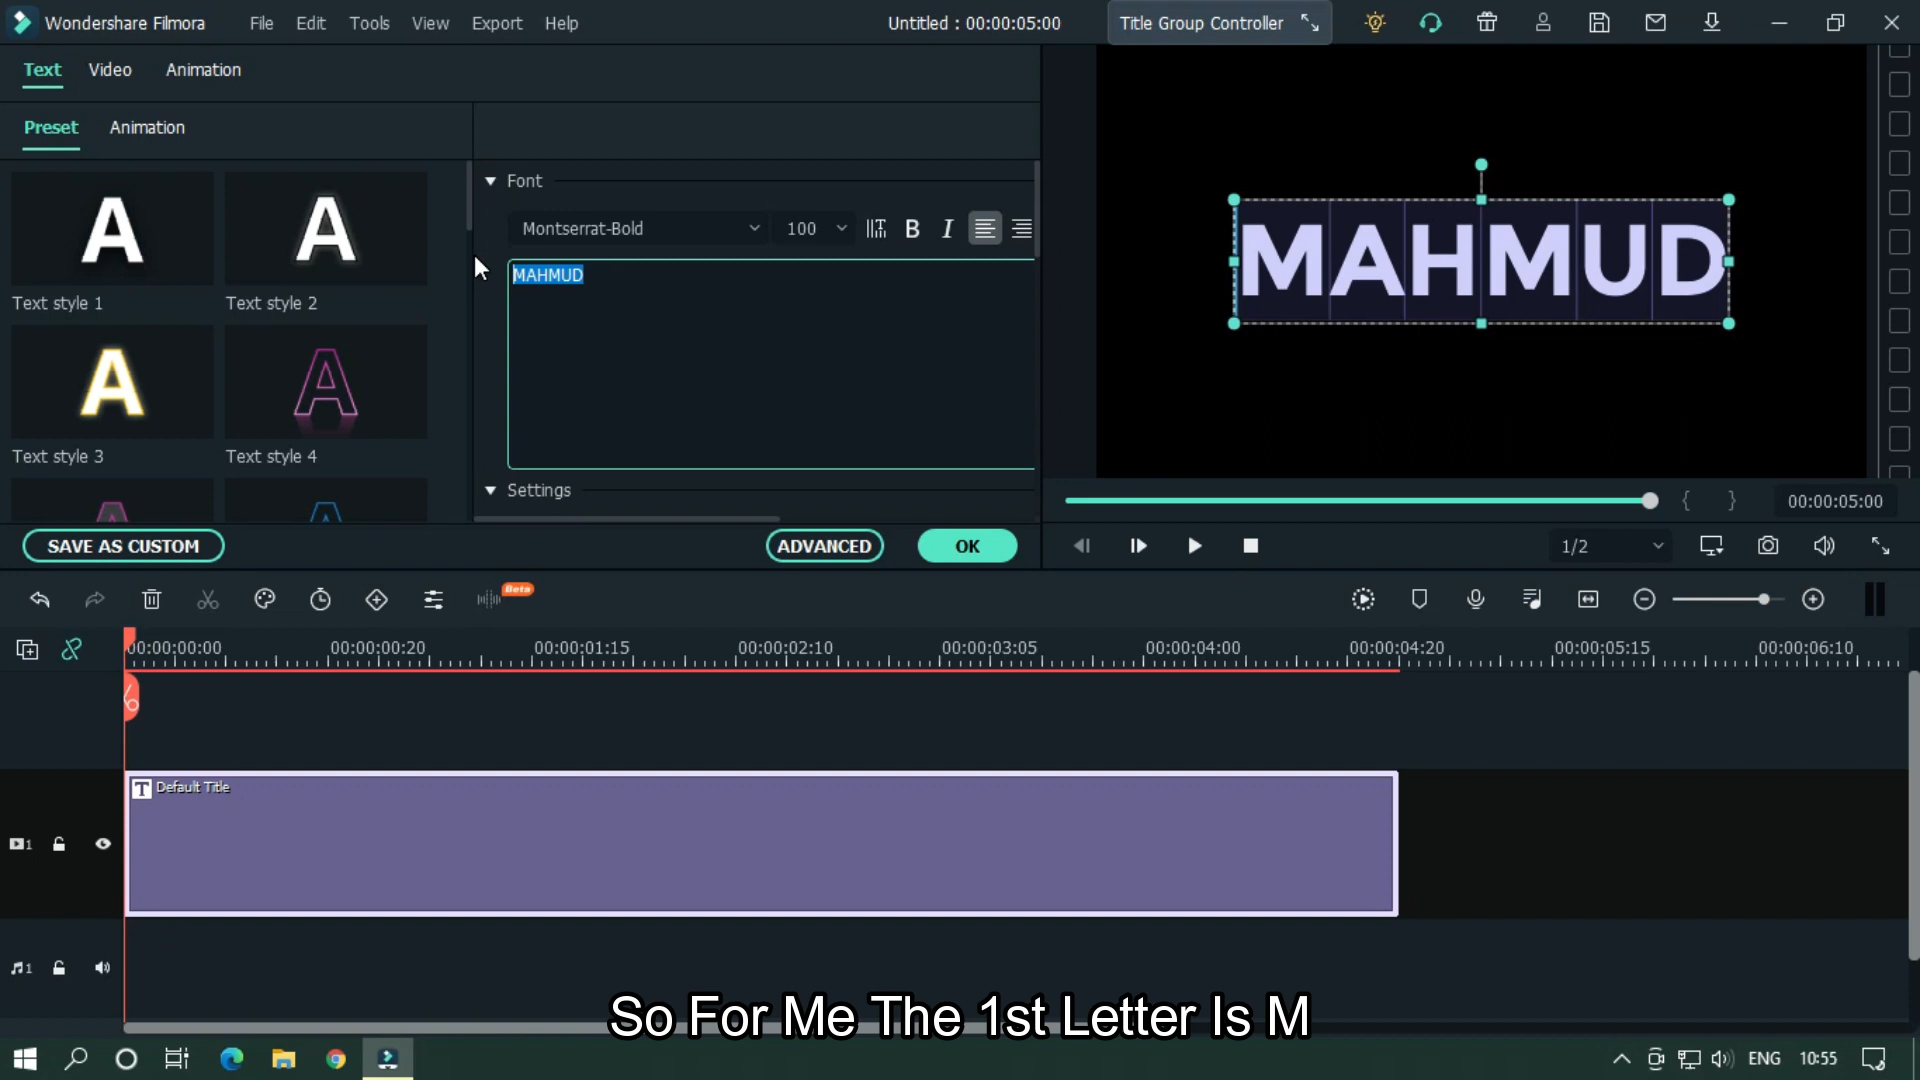 Wondershare Filmora File Edit Tools View Export Help Untitled : 00:00:05:00 Title Group Controller
Text Video Animation
Preset Animation
Font
Montserrat-Bold 100 B I
MAHMUD
MAHMUD
A A
Text style 1 Text style 2
A A
Text style 3 Text style 4
Settings
{ } 00:00:05:00
SAVE AS CUSTOM ADVANCED OK 1/2
Beta
00:00:00:00 00:00:00:20 00:00:01:15 00:00:02:10 00:00:03:05 00:00:04:00 00:00:04:20 00:00:05:15 00:00:06:10
T Default Title
1
1
So For Me The 1st Letter Is M
ENG 10:55